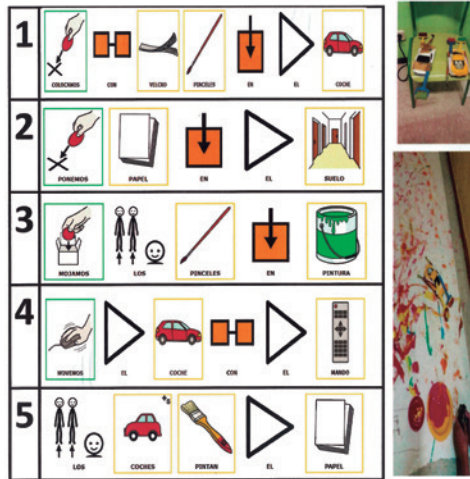 1
COLOCAMOS CON VELCRO PINCELES EN EL COCHE
2
PONEMOS PAPEL EN EL SUELO
3
MOJAMOS LOS PINCELES EN PINTURA
4
MOVEMOS EL COCHE CON EL MANDO
5
LOS COCHES PINTAN EL PAPEL